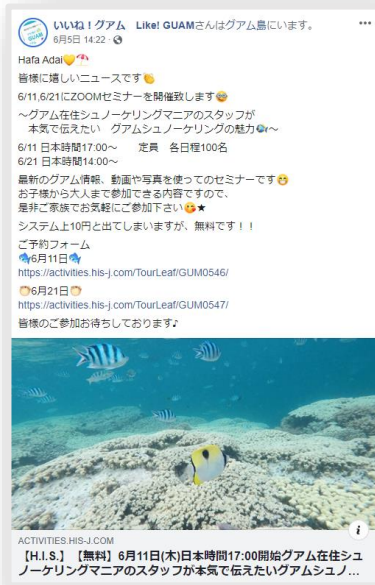 いいね！グアム　Like! GUAMさんはグアム島にいます。
6月5日 14:22
Hafa Adai💛⛱
皆様に嬉しいニュースです👏
6/11,6/21にZOOMセミナーを開催致します🤣
～グアム在住シュノーケリングマニアのスタッフが
本気で伝えたい　グアムシュノーケリングの魅力～
6/11 日本時間17:00～　　定員　各日程100名
6/21 日本時間14:00～
最新のグアム情報、動画や写真を使ってのセミナーです😁
お子様から大人まで参加できる内容ですので、
是非ご家族でお気軽にご参加下さい😋★
システム上10円と出てしまいますが、無料です！！
ご予約フォーム
🐬6月11日🐬
https://activities.his-j.com/TourLeaf/GUM0546/
6月21日
https://activities.his-j.com/TourLeaf/GUM0547/
皆様のご参加お待ちしております♪
ACTIVITIES.HIS-J.COM
【H.I.S.】【無料】6月11日(木)日本時間17:00開始グアム在住シュ
ノーケリングマニアのスタッフが本気で伝えたいグアムシュノ...